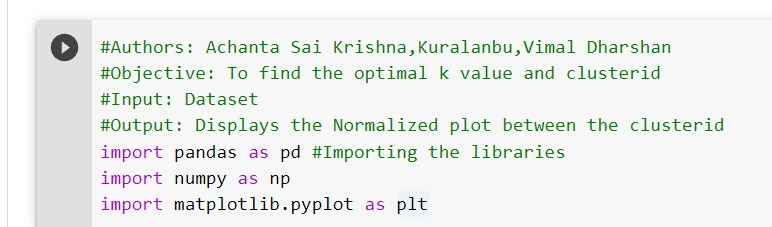 #Authors: Achanta Sai Krishna,Kuralanbu,Vimal Dharshan
#Objective: To find the optimal k value and clusterid
#Input: Dataset
#Output: Displays the Normalized plot between the clusterid
import pandas as pd #Importing the libraries
import numpy as np
import matplotlib.pyplot as plt